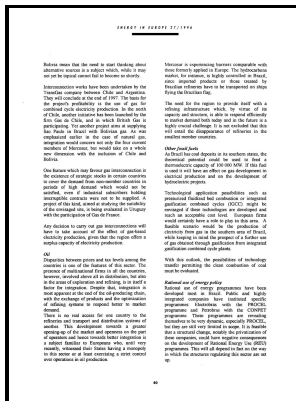 ENERGY IN EUROPE 27/1996
Bolivia mean that the need to start thinking about
alternative sources is a subject which, while it may
not yet be topical cannot fail to become so shortly.
Interconnection works have been undertaken by the
Transgas company between Chile and Argentina.
They will conclude at the end of 1997. The basis for
the project's profitability is the use of gas for
combined cycle electricity production. In the north
of Chile, another initiative has been launched by the
firm Gas de Chile, and in which British Gas is
participating. Yet another project aims at supplying
Sao Paulo in Brazil with Bolivian gas. As was
emphasized earlier in the case of natural gas,
integration would concern not only the four current
members of Mercosur, but would take on a whole
new dimension with the inclusion of Chile and
Bolivia.
One feature which may favour gas interconnection is
the existence of strategic stocks in certain countries
to cover the demand from non-member countries in
periods of high demand which would not be
satisfied, even if industrial subscribers holding
interruptible contracts were not to be supplied. A
project of this kind, aimed at studying the suitability
of the envisaged site, is being evaluated in Uruguay
with the participation of Gas de France.
Any decision to carry out gas interconnections will
have to take account of the effect of gas-based
electricity production, given that the region offers a
surplus capacity of electricity production.
Oil
Disparities between prices and tax levels among the
countries is one of the features of this sector. The
presence of multinational firms in all the countries,
however, involved above all in distribution, but also
in the areas of exploration and refining, is in itself a
factor for integration. Despite that, integration is
most apparent at the end of the oil-producing chain,
with the exchange of products and the optimisation
of refining systems to respond better to market
demand.
There is no real access for one country to the
refineries and transport and distribution systems of
another. This development towards a greater
opening-up of the market and openness on the part
of operators and hence towards better integration is
a subject familiar to Europeans who, until very
recently, witnessed their States having a monopoly
in this sector or at least exercising a strict control
over operations in oil production.
Mercosur is experiencing barriers comparable with
those formerly applied in Europe. The hydrocarbons
market, for instance, is highly controlled in Brazil,
since imported products or those treated by
Brazilian refineries have to be transported on ships
flying the Brazilian flag.
The need for the region to provide itself with a
refining infrastructure which, by virtue of its
capacity and structure, is able to respond efficiently
to market demand both today and in the future is a
highly crucial challenge. It is not excluded that this
will entail the disappearance of refineries in the
smallest member countries.
Other fossil fuels
As Brazil has coal deposits in its southern states, the
theoretical potential could be used to fund a
thermoelectric capacity of 100 000 MW. If this fuel
is used it will have an effect on gas development on
electrical production and on the development of
hydroelectric projects.
Technological application possibilities such as
pressurized fluidized bed combustion or integrated
gasification combined cycles (IGCC) might be
envisaged if these technologies are developed and
reach an acceptable cost level. European firms
would certainly have a role to play in this area. A
feasible scenario would be the production of
electricity from gas in the southern area of Brazil,
while keeping in mind the prospect of a further use
of gas obtained through gasification from integrated
gasification combined cycle plants.
With this outlook, the possibilities of technology
transfer permitting the clean combustion of coal
must be evaluated.
Rational use of energy policy
Rational use of energy programmes have been
developed most in Brazil. Public and highly
integrated companies have instituted specific
programmes: Electrobras with the PROCEL
programme and Petrobras with the CONPET
programme. These programmes are revealing
themselves to be very dynamic, especially PROCEL,
but they are still very limited in scope. It is feasible
that a structural change, notably the privatization of
these companies, could have negative consequences
on the development of Rational Energy Use (REU)
programmes. This will all depend in fact on the way
in which the structures regulating this sector are set
up.